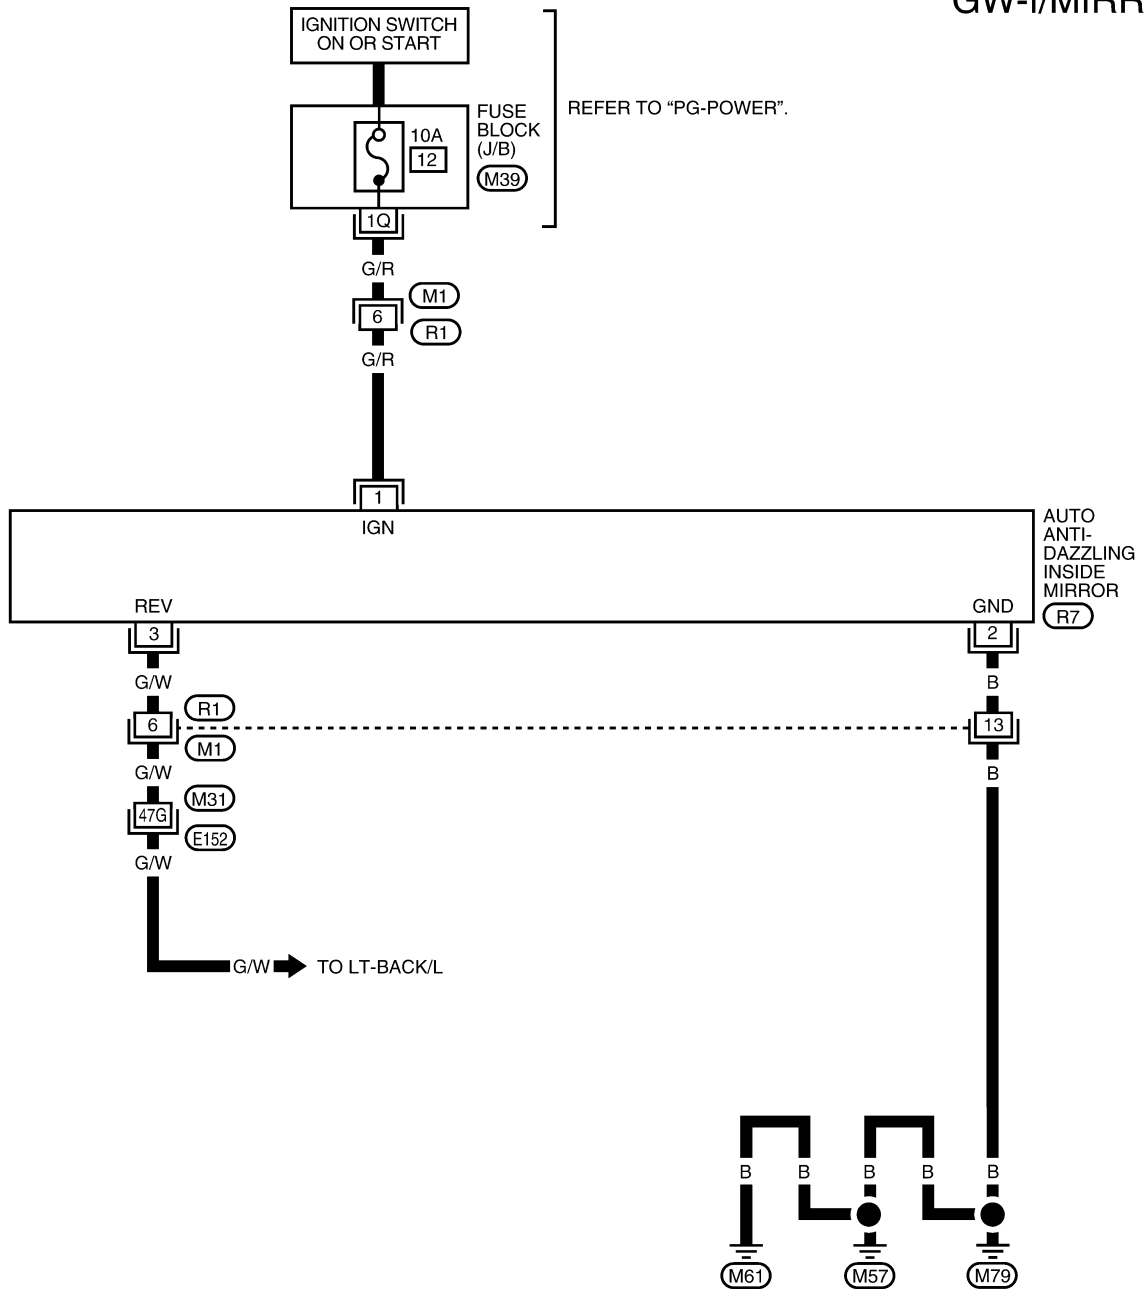 GW-I/MIRR
IGNITION SWITCH
ON OR START
REFER TO “PG-POWER”.
FUSE
BLOCK
(J/B)
M39
10A
12
1Q
G/R
M1
6
R1
G/R
1
IGN
AUTO
ANTI-
DAZZLING
INSIDE
MIRROR
R7
REV
GND
3
2
G/W
B
R1
6
13
M1
G/W
B
M31
47G
E152
G/W
G/W
TO LT-BACK/L
B
B
B
B
B
M61
M57
M79